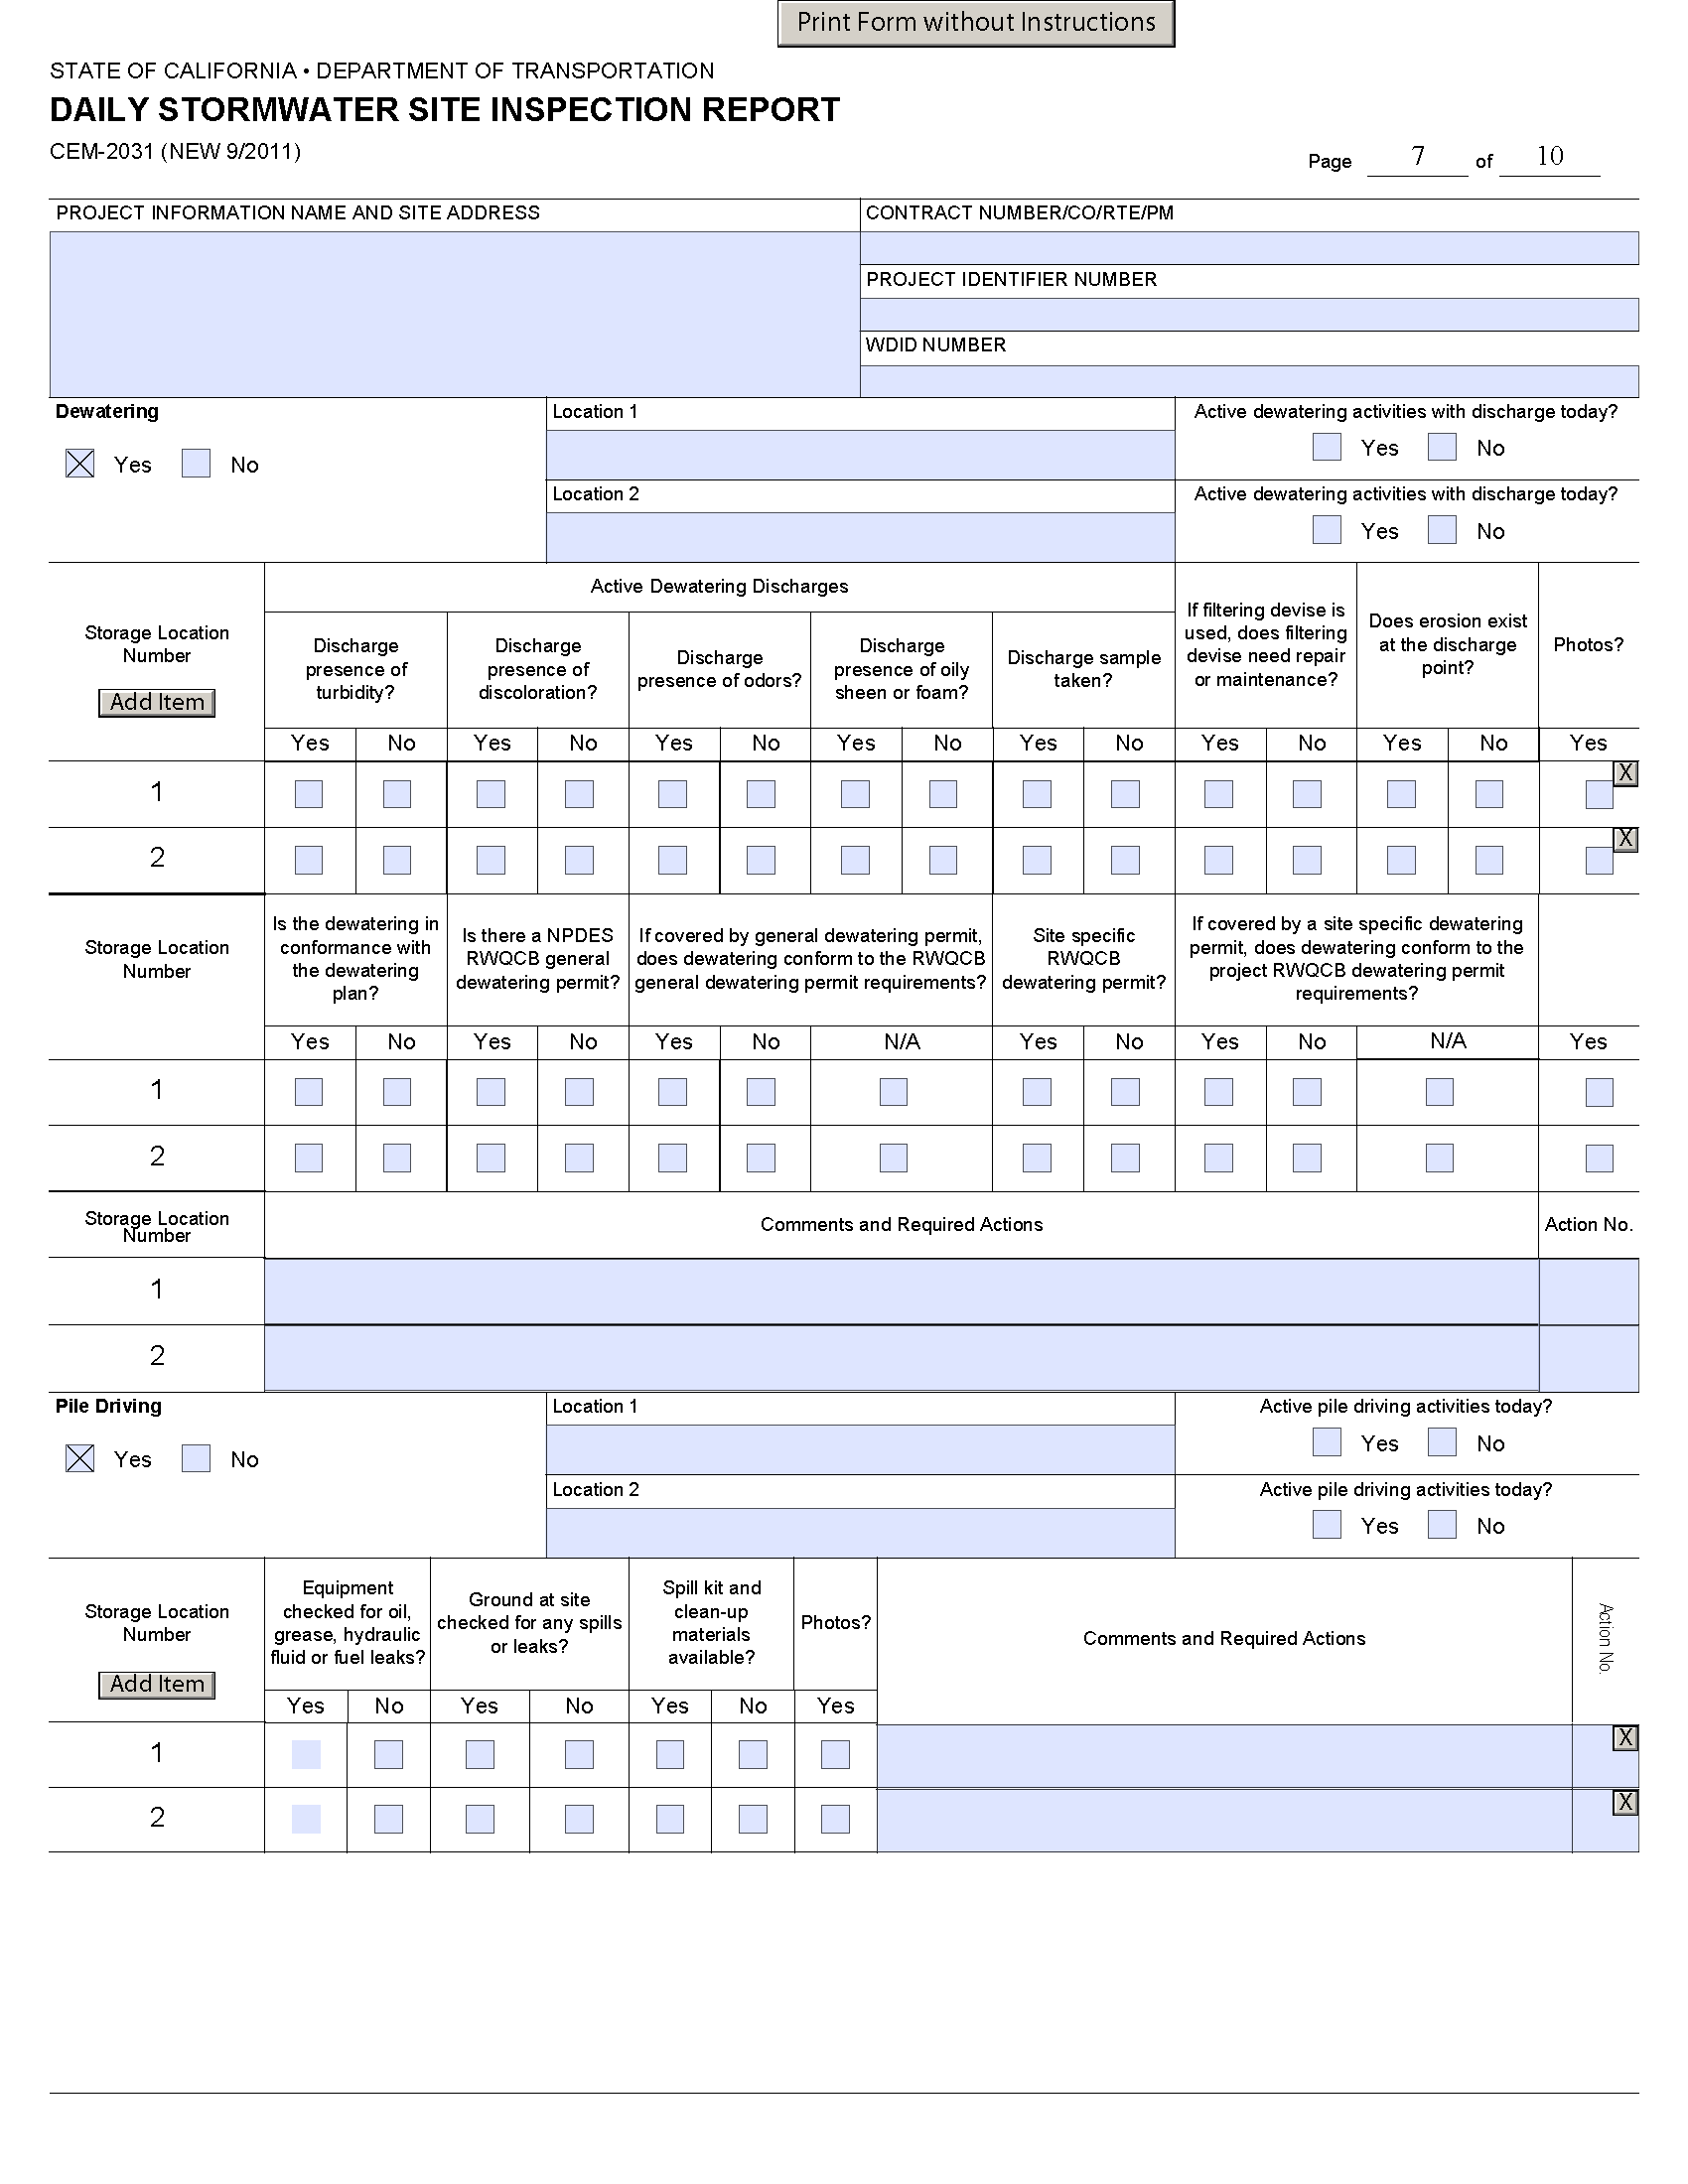 Print Form without Instructions
STATE OF CALIFORNIA • DEPARTMENT OF TRANSPORTATION
DAILY STORMWATER SITE INSPECTION REPORT
CEM-2031 (NEW 9/2011)
Page 7 of 10
PROJECT INFORMATION NAME AND SITE ADDRESS
CONTRACT NUMBER/CO/RTE/PM
PROJECT IDENTIFIER NUMBER
WDID NUMBER
Dewatering
Yes No
Location 1
Active dewatering activities with discharge today?
Yes No
Location 2
Active dewatering activities with discharge today?
Yes No
Storage Location
Number
Add Item
Active Dewatering Discharges
Discharge
presence of
turbidity?
Discharge
presence of
discoloration?
Discharge
presence of odors?
Discharge
presence of oily
sheen or foam?
Discharge sample
taken?
If filtering devise is
used, does filtering
devise need repair
or maintenance?
Does erosion exist
at the discharge
point?
Photos?
Yes No Yes No Yes No Yes No Yes No Yes No Yes No Yes
1 X
2 X
Storage Location
Number
Is the dewatering in
conformance with
the dewatering
plan?
Is there a NPDES
RWQCB general
dewatering permit?
If covered by general dewatering permit,
does dewatering conform to the RWQCB
general dewatering permit requirements?
Site specific
RWQCB
dewatering permit?
If covered by a site specific dewatering
permit, does dewatering conform to the
project RWQCB dewatering permit
requirements?
Yes No Yes No Yes No N/A Yes No Yes No N/A Yes
1
2
Storage Location
Number
Comments and Required Actions
Action No.
1
2
Pile Driving
Yes No
Location 1
Active pile driving activities today?
Yes No
Location 2
Active pile driving activities today?
Yes No
Storage Location
Number
Add Item
Equipment
checked for oil,
grease, hydraulic
fluid or fuel leaks?
Ground at site
checked for any spills
or leaks?
Spill kit and
clean-up
materials
available?
Photos?
Comments and Required Actions
Action No.
Yes No Yes No Yes No Yes
1 X
2 X